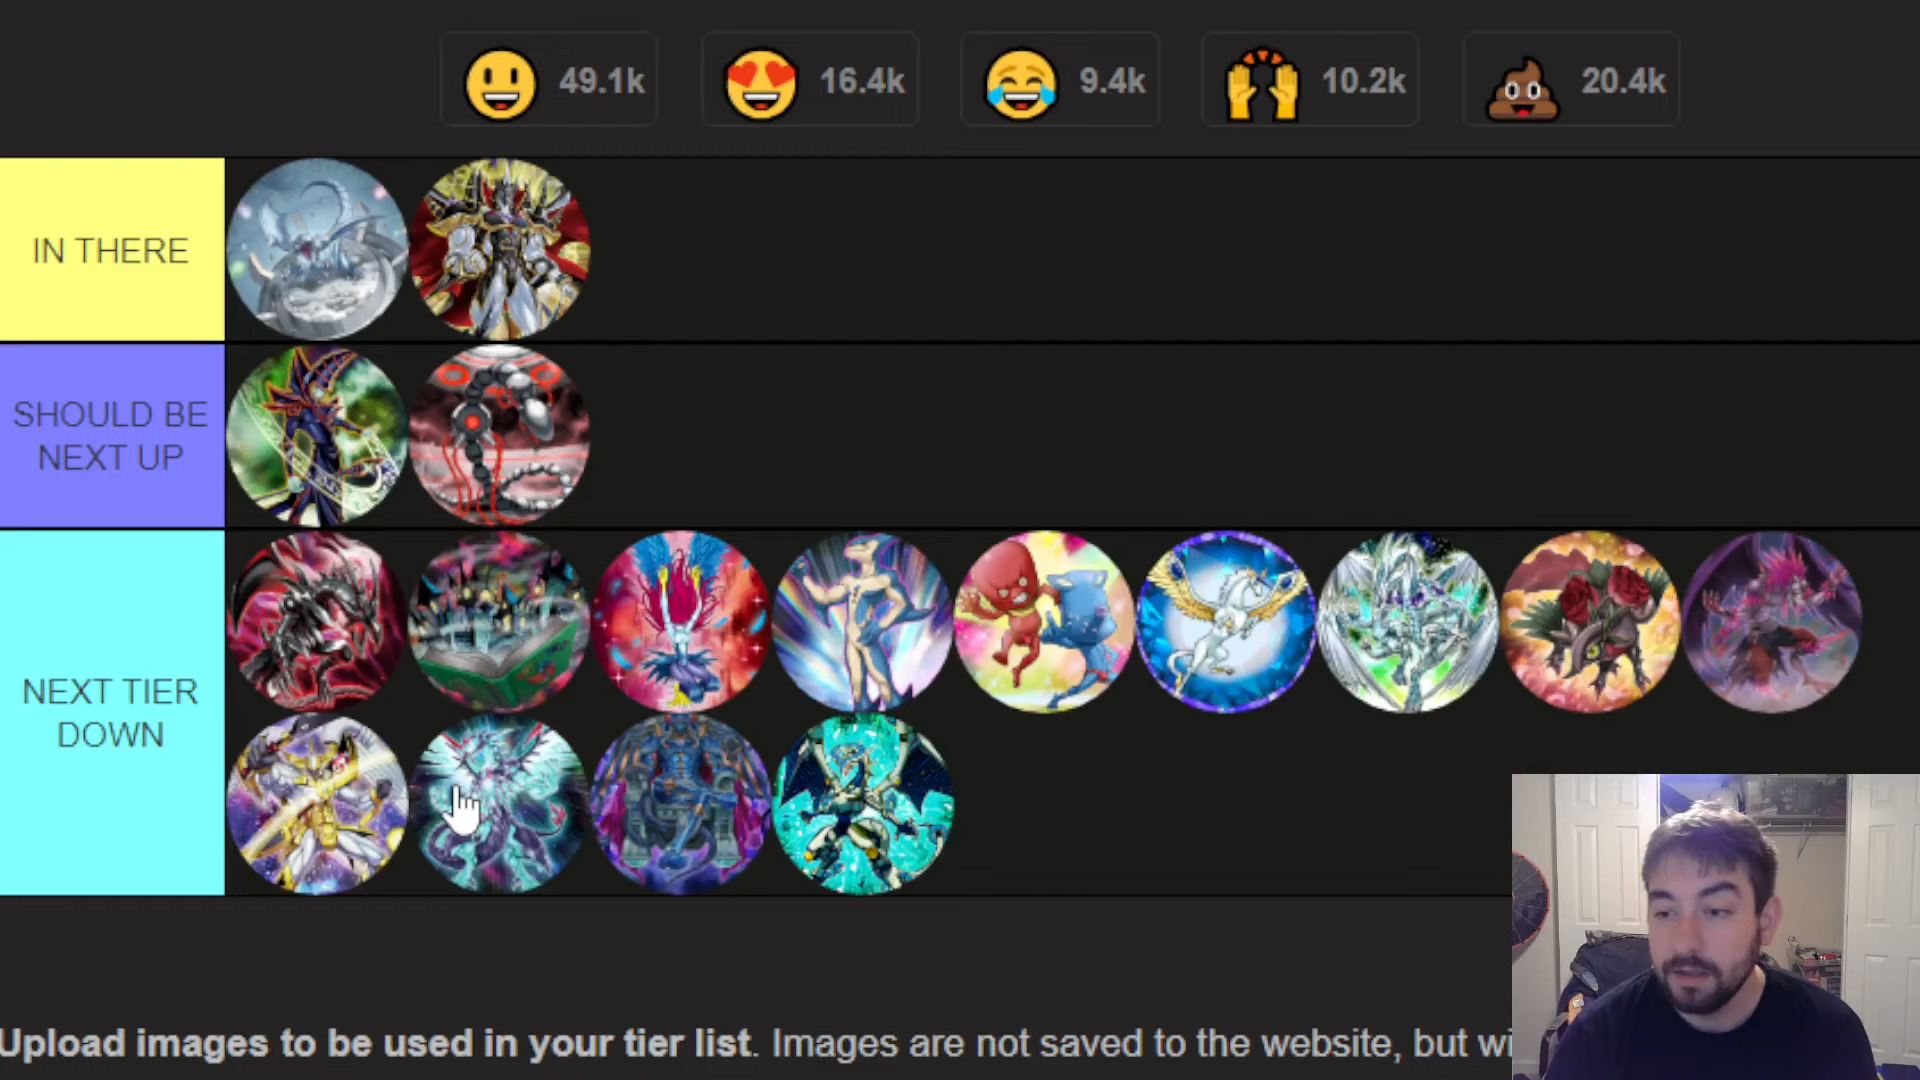 49.1k 16.4k 9.4k 10.2k 20.4k
IN THERE
SHOULD BE
NEXT UP
NEXT TIER
DOWN
Upload images to be used in your tier list. Images are not saved to the website, but wi